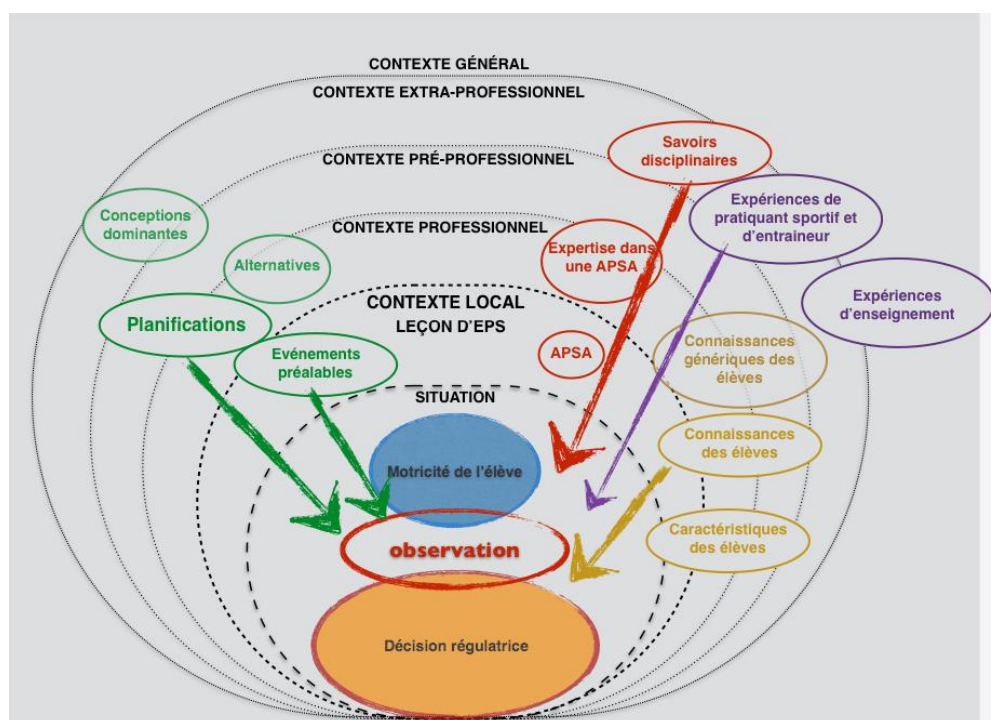 CONTEXTE GÉNÉRAL
CONTEXTE EXTRA-PROFESSIONNEL
CONTEXTE PRÉ-PROFESSIONNEL
Savoirs
disciplinaires
Conceptions
dominantes
Expériences de
pratiquant sportif et
d'entraineur
CONTEXTE PROFESSIONNEL
Alternatives
Expertise dans
une APSA
CONTEXTE LOCAL
LEÇON D'EPS
Expériences
d'enseignement
Planifications
Evénements
préalables
APSA
Connaissances
génériques des
élèves
SITUATION
Connaissances
des élèves
Motricité de l'élève
Caractéristiques
des élèves
observation
Décision régulatrice